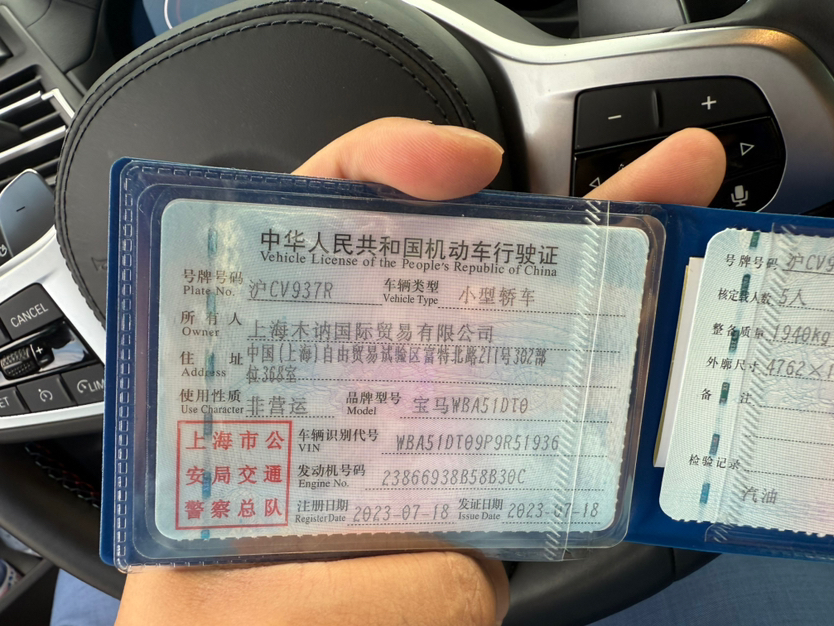 中华人民共和国机动车行驶证
Vehicle License of the People's Republic of China
号牌号码 Plate No. 沪CV937R 车辆类型 Vehicle Type 小型轿车
所有人 Owner 上海木讷国际贸易有限公司
住址 Address 中国(上海)自由贸易试验区富特北路211号302部
位368室
使用性质 Use Character 非营运 品牌型号 Model 宝马WBA51DT0
上海市公
安局交通
警察总队
车辆识别代号 VIN WBA51DT09P9R51936
发动机号码 Engine No. 23866938B58B30C
注册日期 Register Date 2023-07-18 发证日期 Issue Date 2023-07-18
号牌号码 沪CV9
核定载人数 5人
整备质量 1940kg
外廓尺寸 4762×1
备注
检验记录
汽油
CANCEL
LIM